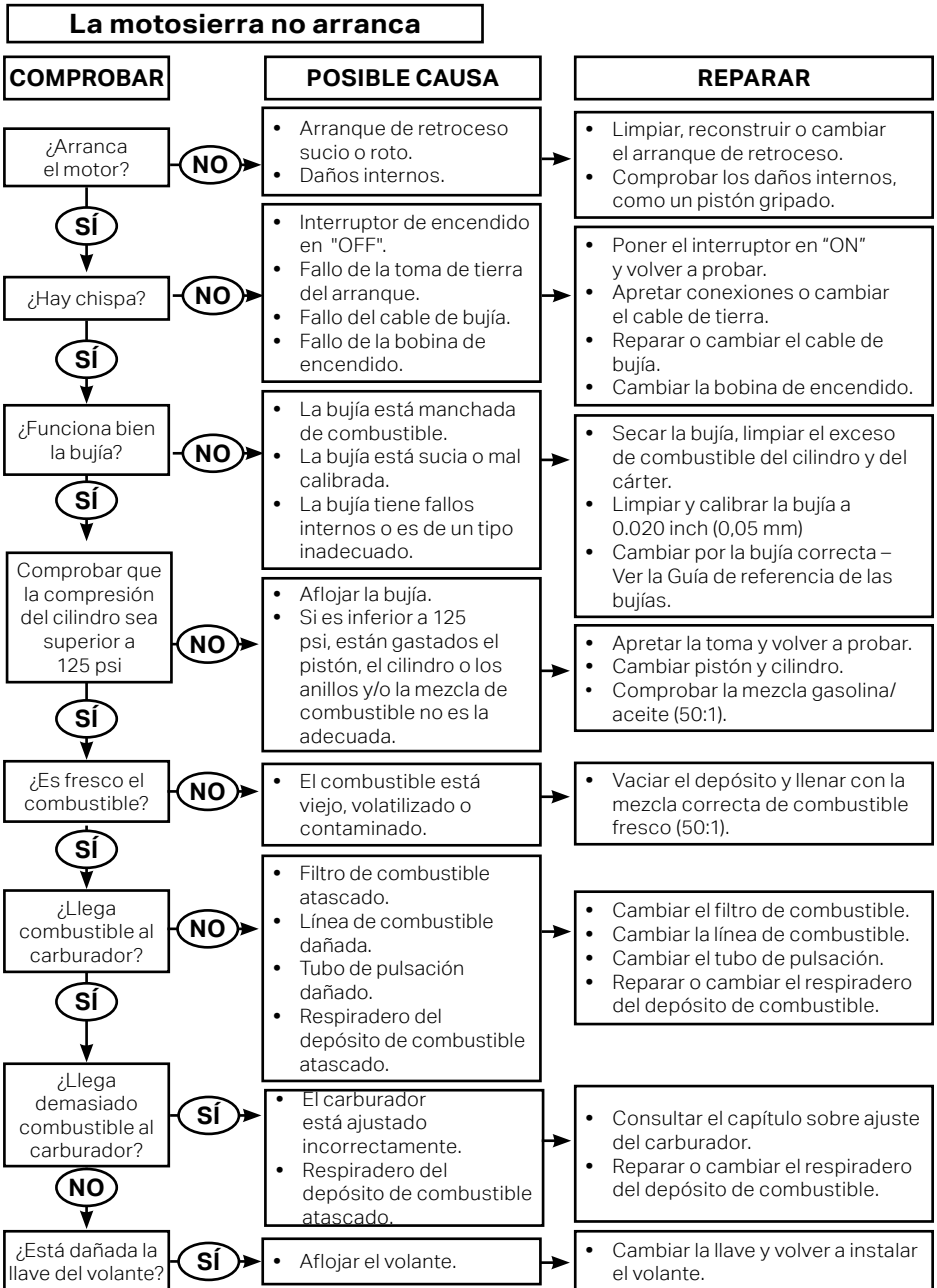 La motosierra no arranca
COMPROBAR
POSIBLE CAUSA
REPARAR
¿Arranca
el motor?
NO
• Arranque de retroceso
sucio o roto.
• Daños internos.
• Limpiar, reconstruir o cambiar
el arranque de retroceso.
• Comprobar los daños internos,
como un pistón gripado.
SÍ
¿Hay chispa?
NO
• Interruptor de encendido
en "OFF".
• Fallo de la toma de tierra
del arranque.
• Fallo del cable de bujía.
• Fallo de la bobina de
encendido.
• Poner el interruptor en “ON”
y volver a probar.
• Apretar conexiones o cambiar
el cable de tierra.
• Reparar o cambiar el cable de
bujía.
• Cambiar la bobina de encendido.
SÍ
¿Funciona bien
la bujía?
NO
• La bujía está manchada
de combustible.
• La bujía está sucia o mal
calibrada.
• La bujía tiene fallos
internos o es de un tipo
inadecuado.
• Secar la bujía, limpiar el exceso
de combustible del cilindro y del
cárter.
• Limpiar y calibrar la bujía a
0.020 inch (0,05 mm)
• Cambiar por la bujía correcta –
Ver la Guía de referencia de las
bujías.
SÍ
Comprobar que
la compresión
del cilindro sea
superior a
125 psi
NO
• Aflojar la bujía.
• Si es inferior a 125
psi, están gastados el
pistón, el cilindro o los
anillos y/o la mezcla de
combustible no es la
adecuada.
• Apretar la toma y volver a probar.
• Cambiar pistón y cilindro.
• Comprobar la mezcla gasolina/
aceite (50:1).
SÍ
¿Es fresco el
combustible?
NO
• El combustible está
viejo, volatilizado o
contaminado.
• Vaciar el depósito y llenar con la
mezcla correcta de combustible
fresco (50:1).
SÍ
¿Llega
combustible al
carburador?
NO
• Filtro de combustible
atascado.
• Línea de combustible
dañada.
• Tubo de pulsación
dañado.
• Respiradero del
depósito de combustible
atascado.
• Cambiar el filtro de combustible.
• Cambiar la línea de combustible.
• Cambiar el tubo de pulsación.
• Reparar o cambiar el respiradero
del depósito de combustible.
SÍ
¿Llega
demasiado
combustible al
carburador?
SÍ
• El carburador
está ajustado
incorrectamente.
• Respiradero del
depósito de combustible
atascado.
• Consultar el capítulo sobre ajuste
del carburador.
• Reparar o cambiar el respiradero
del depósito de combustible.
NO
¿Está dañada la
llave del volante?
SÍ
• Aflojar el volante.
• Cambiar la llave y volver a instalar
el volante.